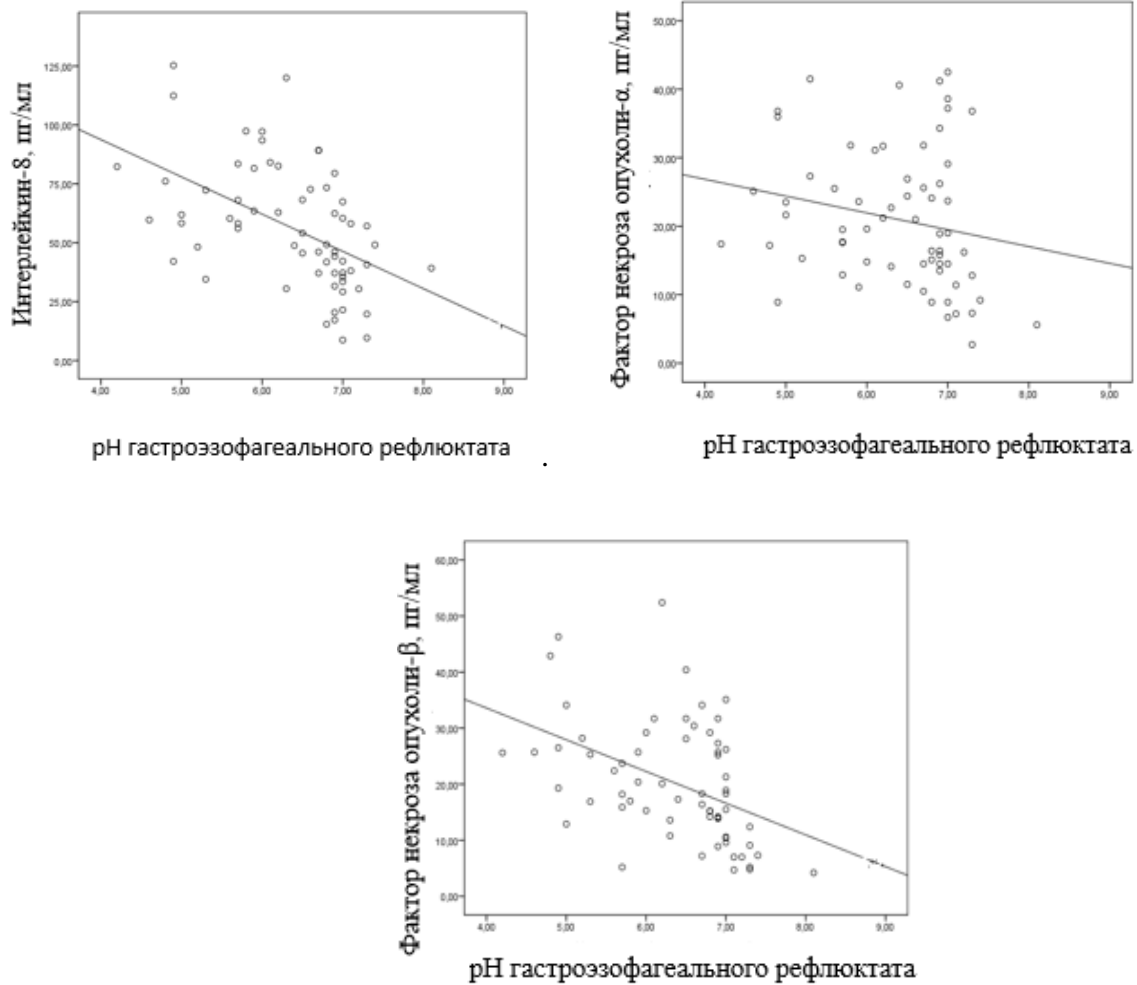 Интерлейкин-8, пг/мл
125,00
100,00
75,00
50,00
25,00
0,00
4,00 5,00 6,00 7,00 8,00 9,00
pH гастроэзофагеального рефлюктата
.
Фактор некроза опухоли-α, пг/мл
50,00
40,00
30,00
20,00
10,00
0,00
4,00 5,00 6,00 7,00 8,00 9,00
pH гастроэзофагеального рефлюктата
Фактор некроза опухоли-β, пг/мл
60,00
50,00
40,00
30,00
20,00
10,00
0,00
4,00 5,00 6,00 7,00 8,00 9,00
pH гастроэзофагеального рефлюктата